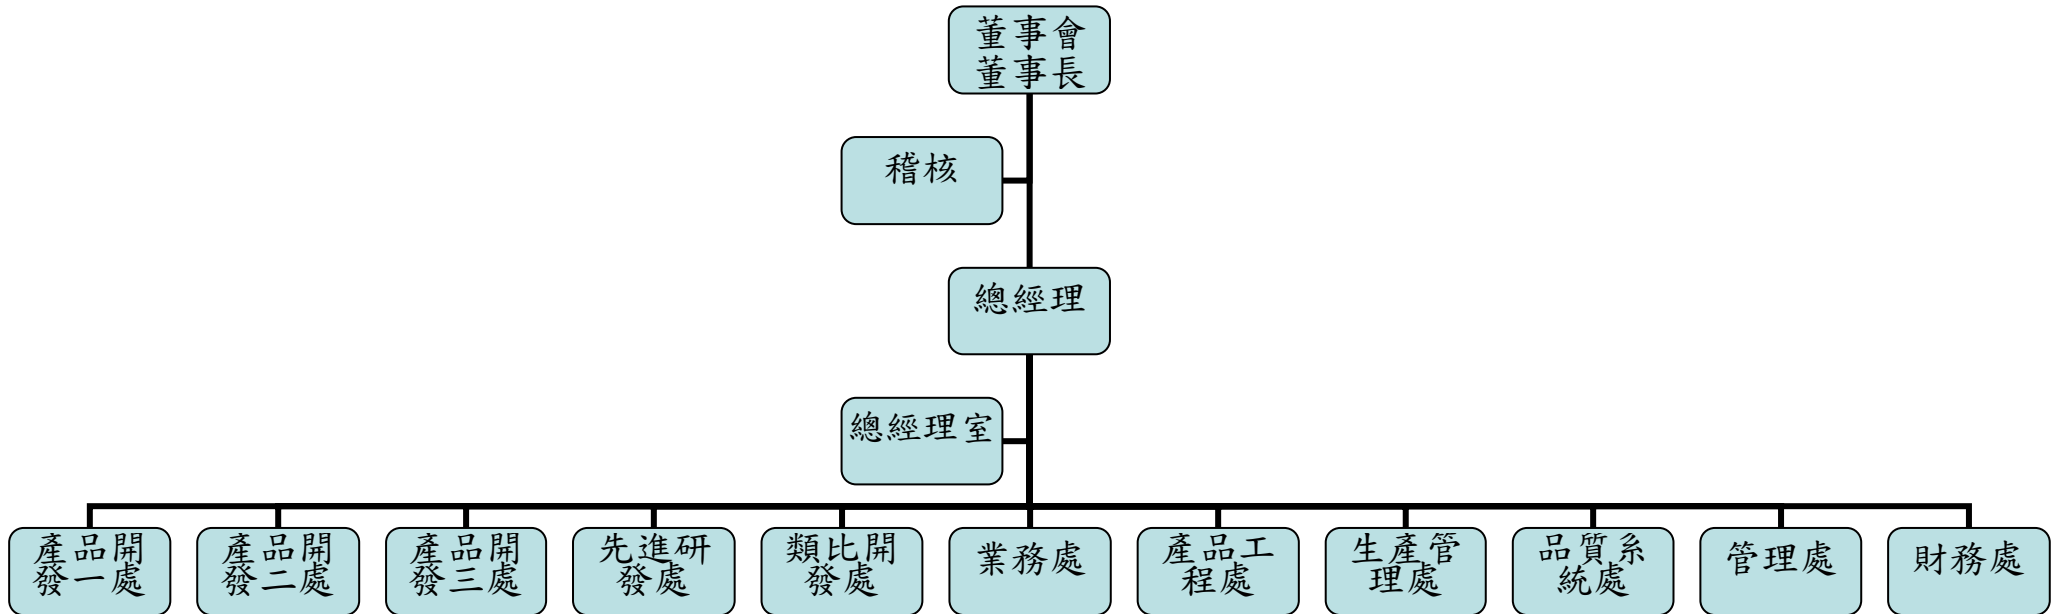 董事會
董事長
稽核
總經理
總經理室
產品開
發一處
產品開
發二處
產品開
發三處
先進研
發處
類比開
發處
業務處
產品工
程處
生產管
理處
品質系
統處
管理處
財務處